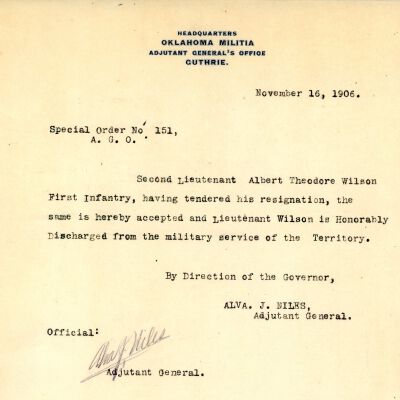 HEADQUARTERS
OKLAHOMA MILITIA
ADJUTANT GENERAL'S OFFICE
GUTHRIE.
November 16, 1906.
Special Order No 151,
A. G. O.
Second Lieutenant Albert Theodore Wilson
First Infantry, having tendered his resignation, the
same is hereby accepted and Lieutenant Wilson is Honorably
Discharged from the military service of the Territory.
By Direction of the Governor,
ALVA. J. NILES,
Adjutant General.
Official:
Alva J Niles
Adjutant General.